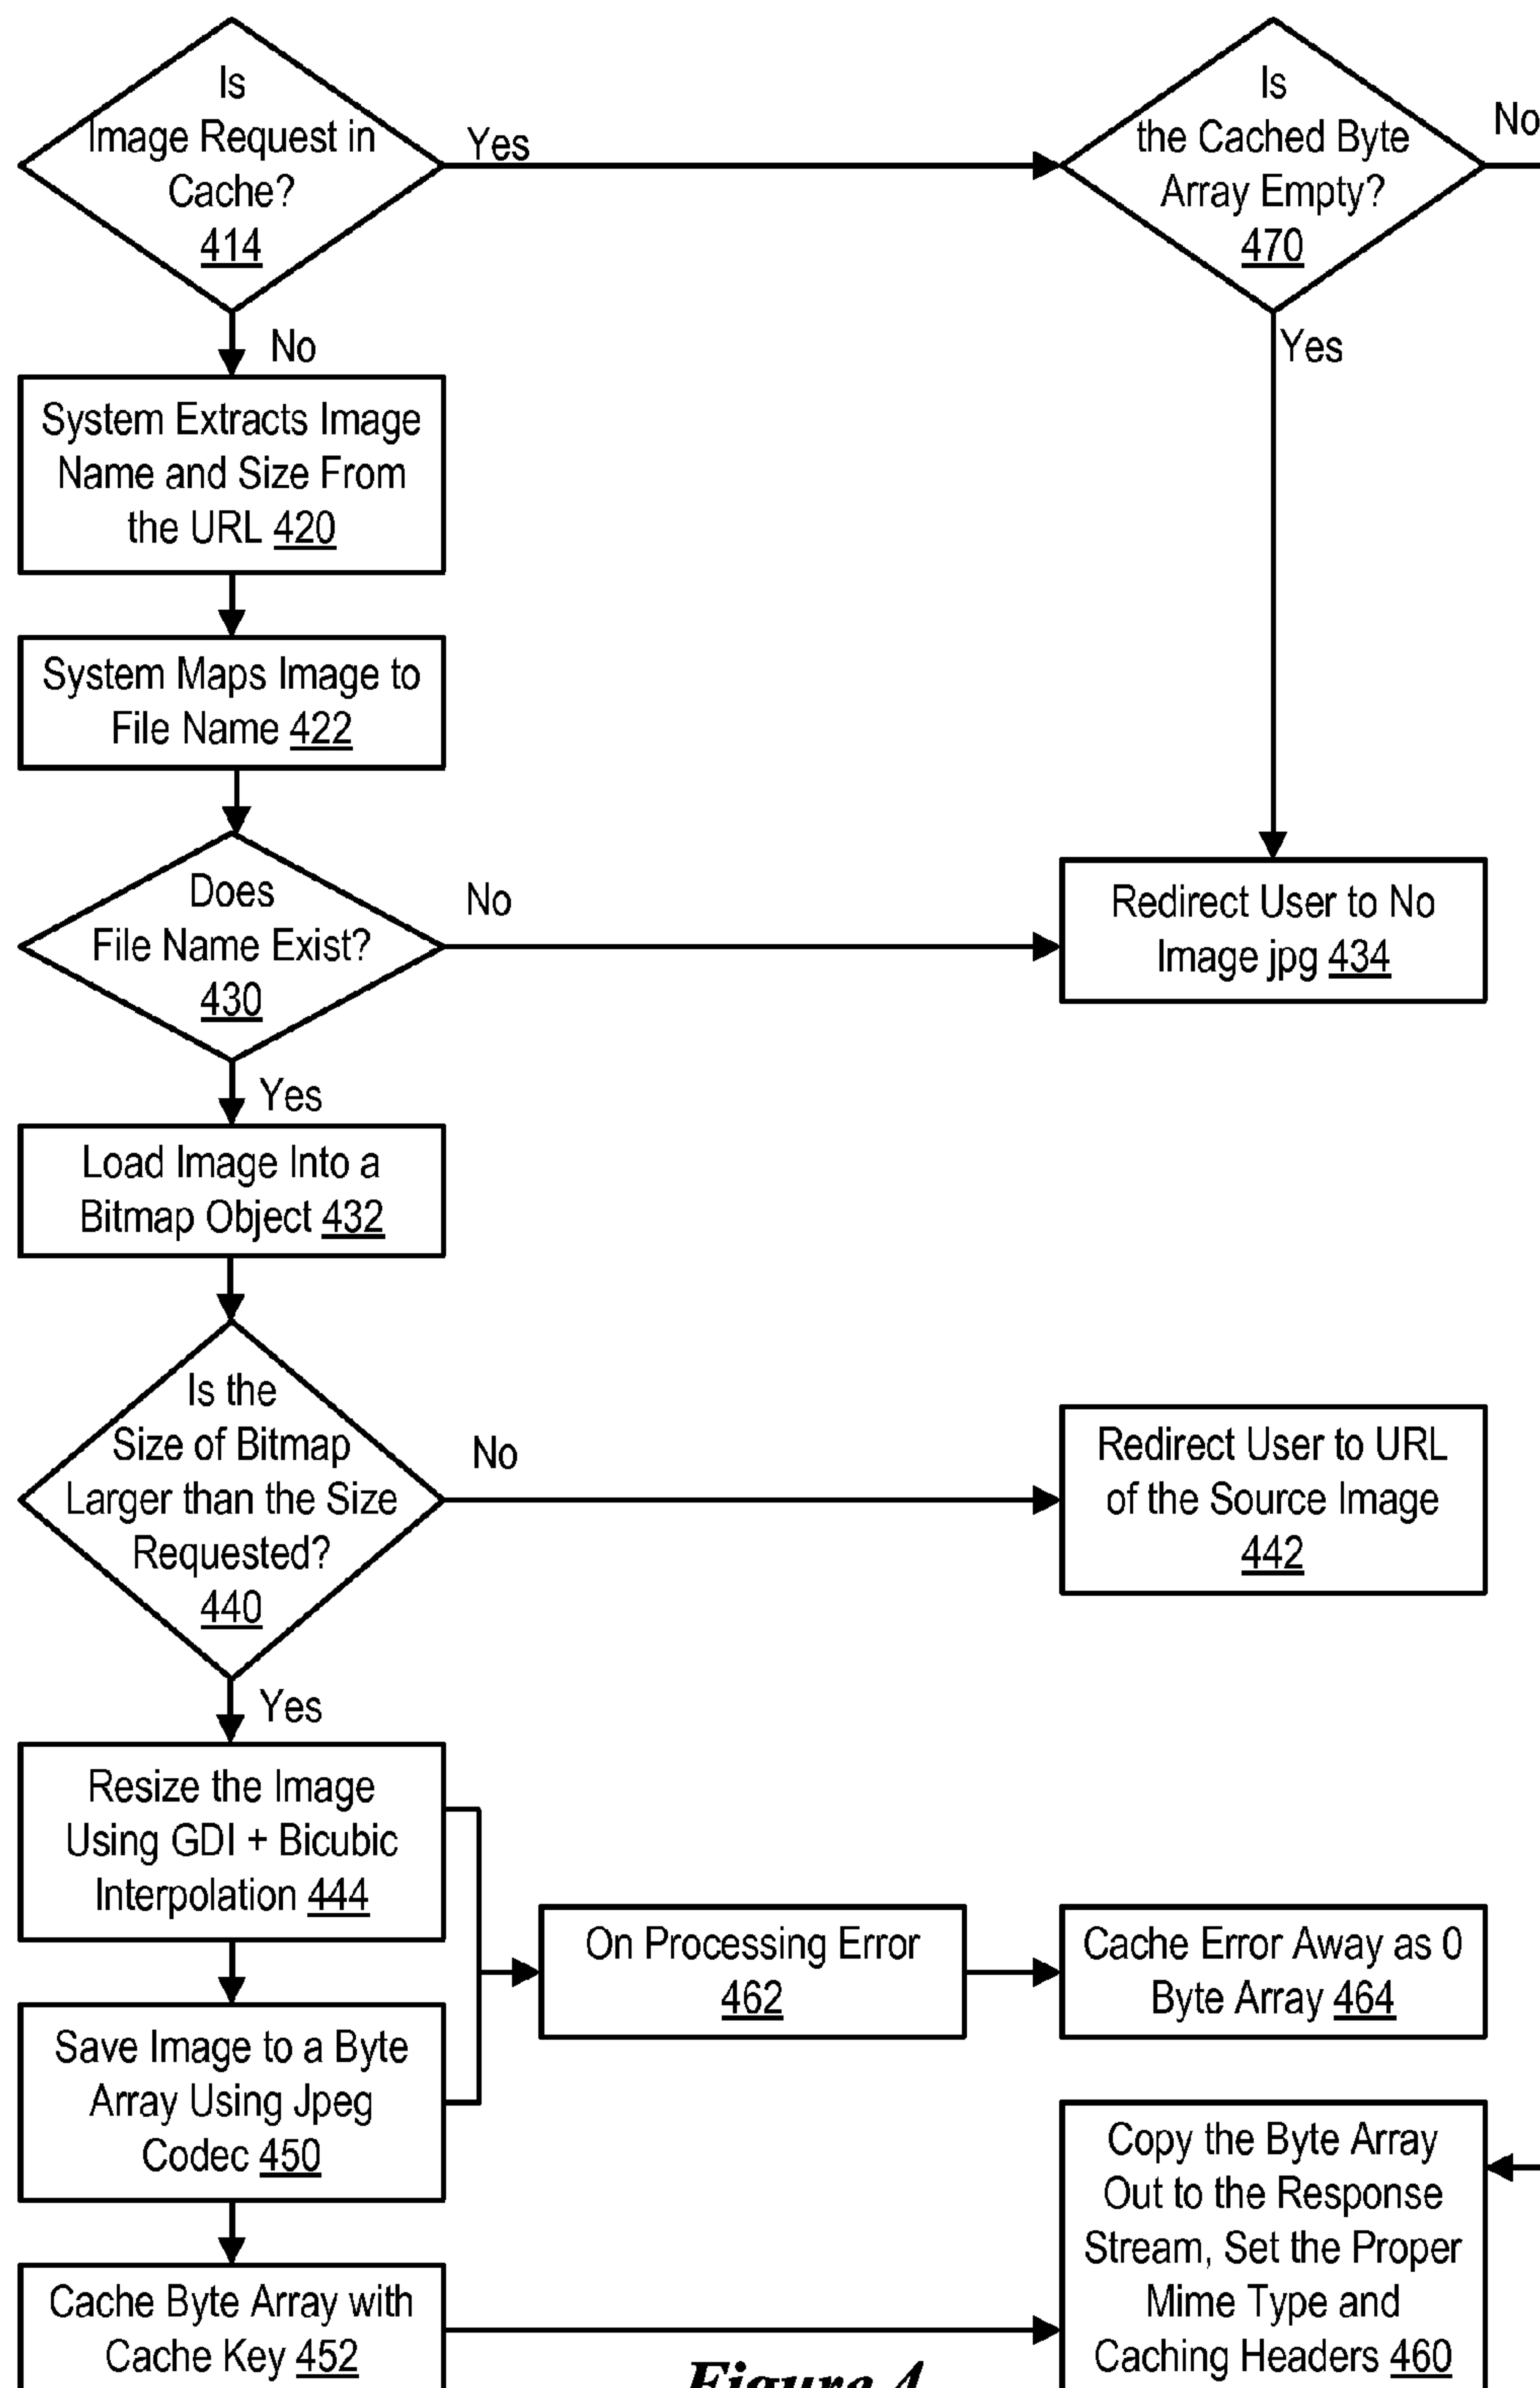 Is
Image Request in
Cache?
414
Yes
Is
the Cached Byte
Array Empty?
470
No
No
Yes
System Extracts Image
Name and Size From
the URL 420
System Maps Image to
File Name 422
Does
File Name Exist?
430
No
Redirect User to No
Image jpg 434
Yes
Load Image Into a
Bitmap Object 432
Is the
Size of Bitmap
Larger than the Size
Requested?
440
No
Redirect User to URL
of the Source Image
442
Yes
Resize the Image
Using GDI + Bicubic
Interpolation 444
On Processing Error
462
Cache Error Away as 0
Byte Array 464
Save Image to a Byte
Array Using Jpeg
Codec 450
Copy the Byte Array
Out to the Response
Stream, Set the Proper
Mime Type and
Caching Headers 460
Cache Byte Array with
Cache Key 452
Figure 4